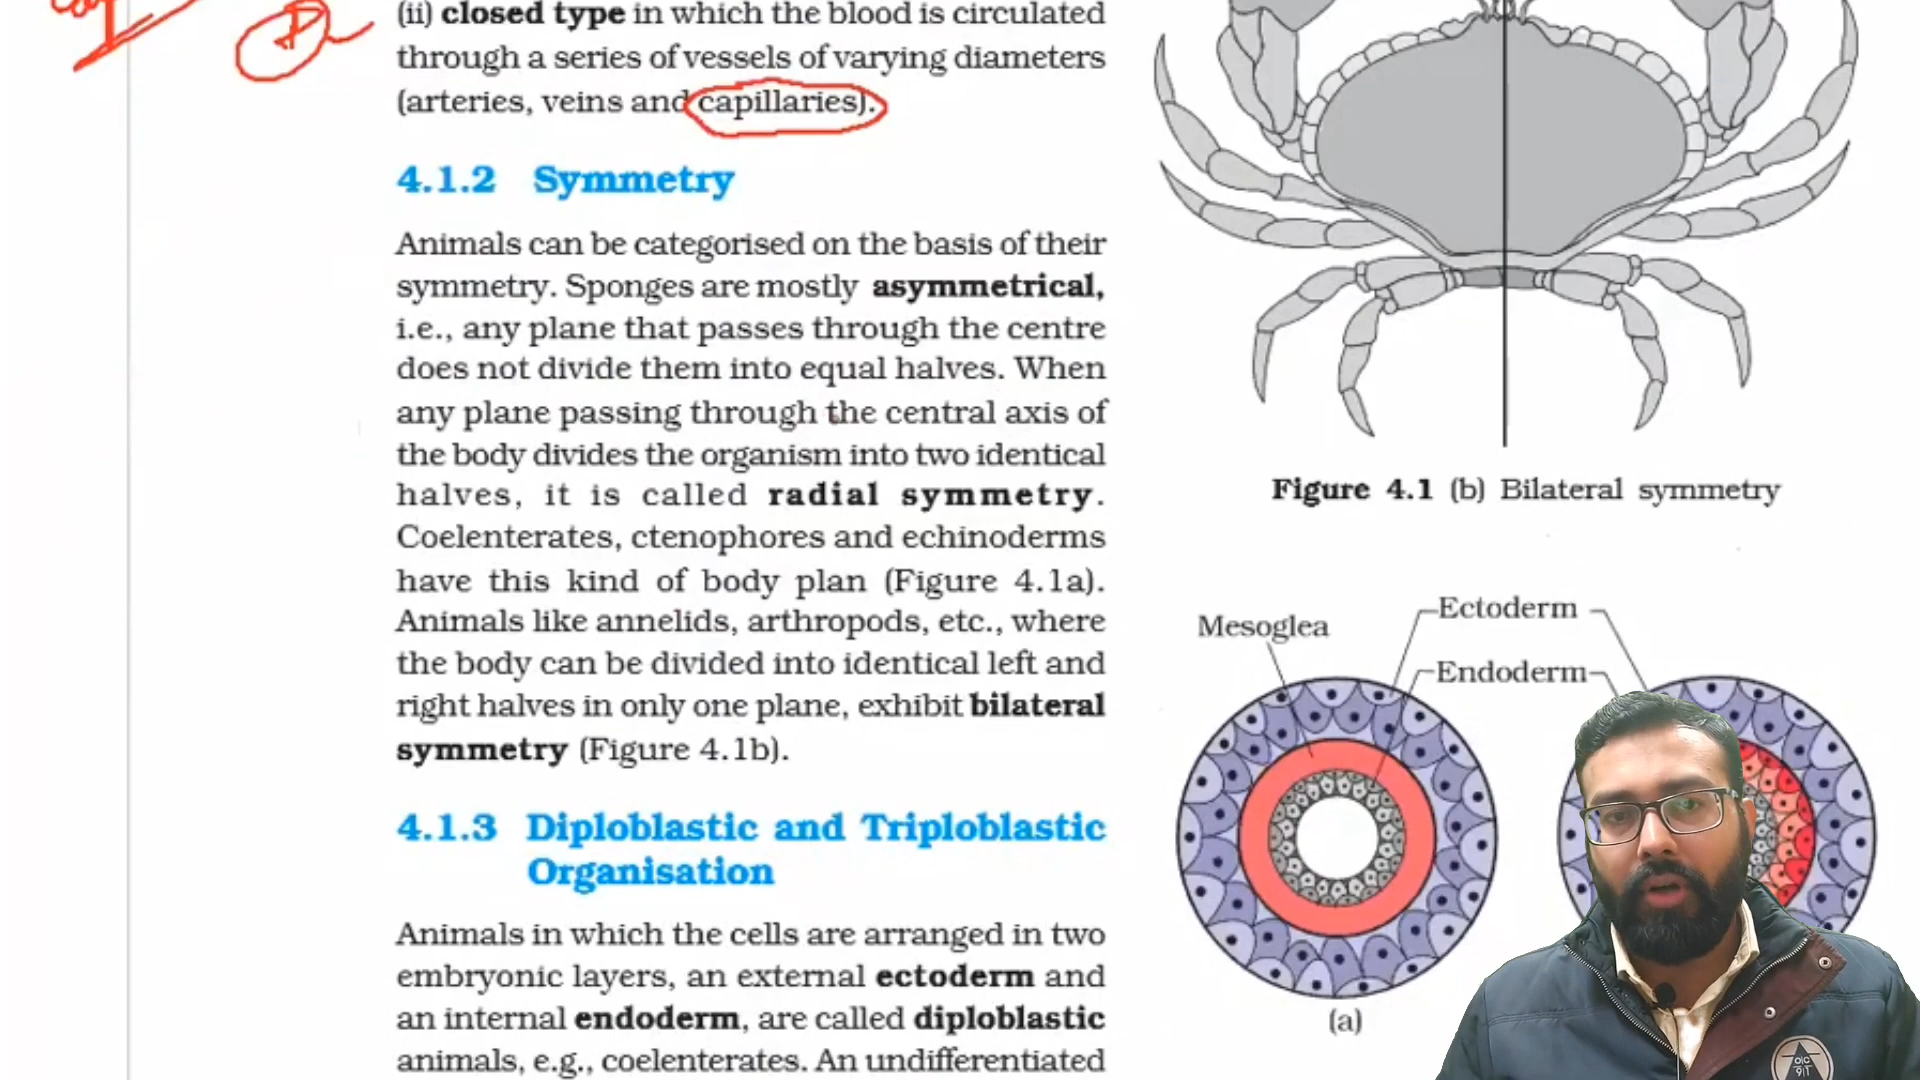 (ii) closed type in which the blood is circulated
through a series of vessels of varying diameters
(arteries, veins and capillaries).
4.1.2 Symmetry
Animals can be categorised on the basis of their
symmetry. Sponges are mostly asymmetrical,
i.e., any plane that passes through the centre
does not divide them into equal halves. When
any plane passing through the central axis of
the body divides the organism into two identical
halves, it is called radial symmetry.
Coelenterates, ctenophores and echinoderms
have this kind of body plan (Figure 4.1a).
Animals like annelids, arthropods, etc., where
the body can be divided into identical left and
right halves in only one plane, exhibit bilateral
symmetry (Figure 4.1b).
4.1.3 Diploblastic and Triploblastic
Organisation
Animals in which the cells are arranged in two
embryonic layers, an external ectoderm and
an internal endoderm, are called diploblastic
animals, e.g., coelenterates. An undifferentiated
Figure 4.1 (b) Bilateral symmetry
Mesoglea
Ectoderm
Endoderm
(a)